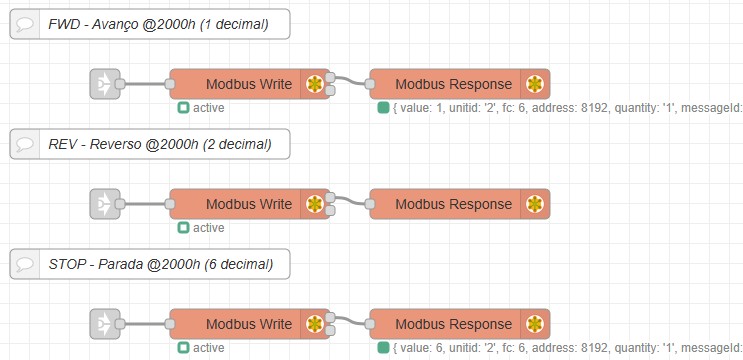 FWD - Avanço @2000h (1 decimal)
Modbus Write
Modbus Response
active
{ value: 1, unitid: '2', fc: 6, address: 8192, quantity: '1', messageId:
REV - Reverso @2000h (2 decimal)
Modbus Write
Modbus Response
active
STOP - Parada @2000h (6 decimal)
Modbus Write
Modbus Response
active
{ value: 6, unitid: '2', fc: 6, address: 8192, quantity: '1', messageId: